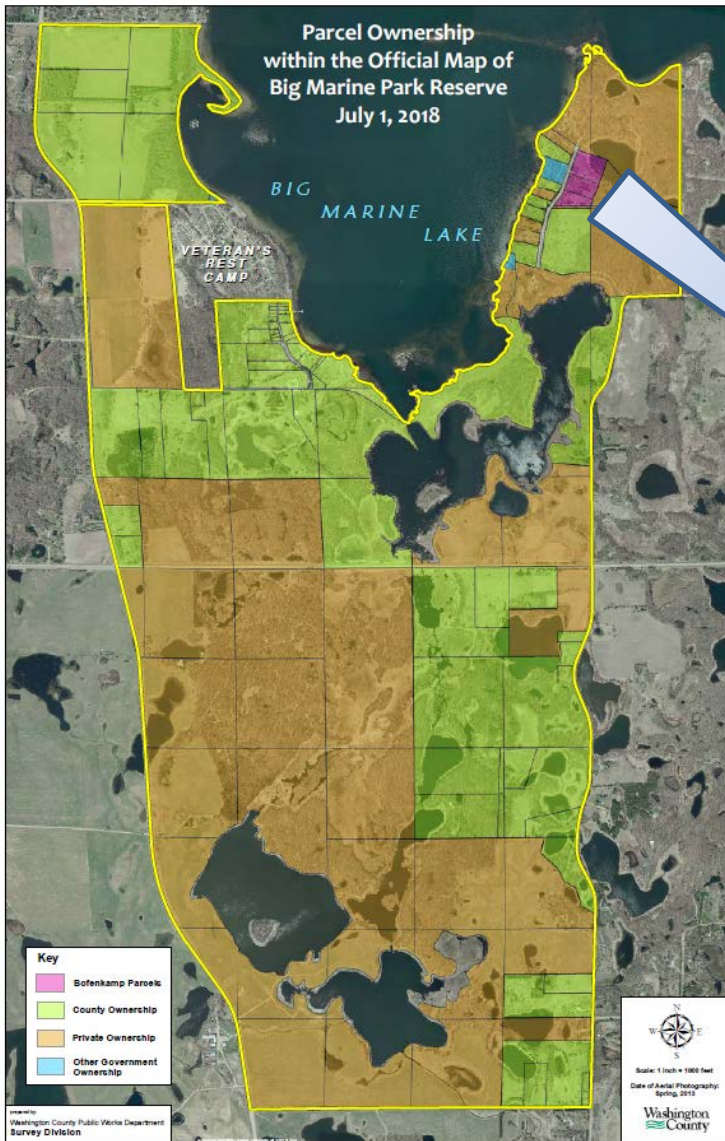 Parcel Ownership
within the Official Map of
Big Marine Park Reserve
July 1, 2018
BIG
MARINE
LAKE
VETERAN'S
REST
CAMP
Key
Bofenkamp Parcels
County Ownership
Private Ownership
Other Government
Ownership
N
W E
S
Scale: 1 inch = 1000 feet
Date of Aerial Photography:
Spring, 2013
Washington
County
prepared by
Washington County Public Works Department
Survey Division